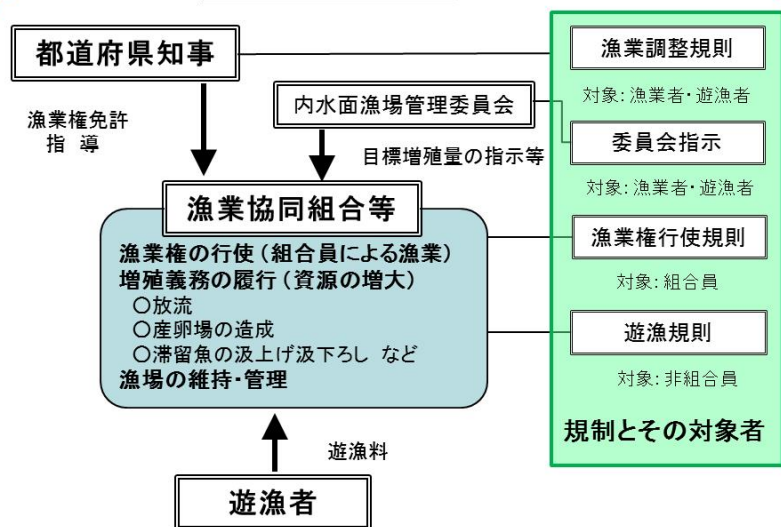 都道府県知事
漁業権免許
指 導
内水面漁場管理委員会
目標増殖量の指示等
漁業協同組合等
漁業権の行使(組合員による漁業)
増殖義務の履行(資源の増大)
○放流
○産卵場の造成
○滞留魚の汲上げ汲下ろし など
漁場の維持・管理
遊漁料
遊漁者
漁業調整規則
対象:漁業者・遊漁者
委員会指示
対象:漁業者・遊漁者
漁業権行使規則
対象:組合員
遊漁規則
対象:非組合員
規制とその対象者